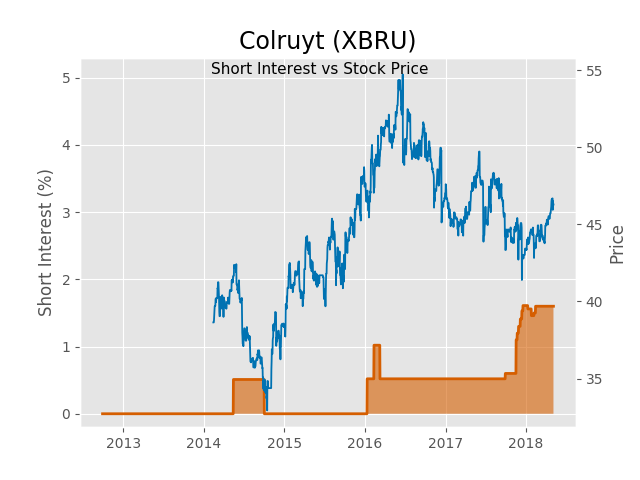 Colruyt (XBRU)
Short Interest vs Stock Price
Short Interest (%)
5
4
3
2
1
0
55
50
45
40
35
Price
2013 2014 2015 2016 2017 2018